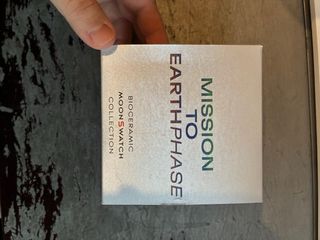 MISSION
TO
EARTHPHASE
BIOCERAMIC
MOONSWATCH
COLLECTION